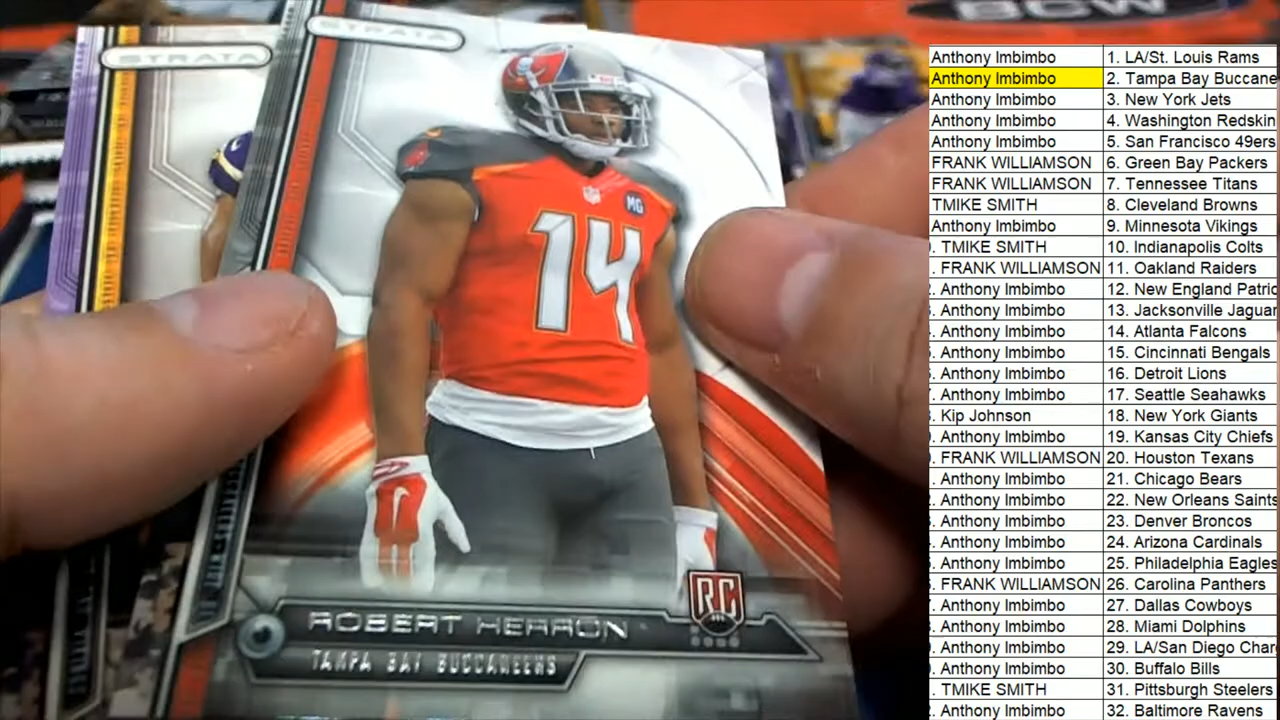 BCW
STRATA
STRATA
NFL
MG
14
RC
ROBERT HERRON
TAMPA BAY BUCCANEERS
Anthony Imbimbo 1. LA/St. Louis Rams
Anthony Imbimbo 2. Tampa Bay Buccane
Anthony Imbimbo 3. New York Jets
Anthony Imbimbo 4. Washington Redskin
Anthony Imbimbo 5. San Francisco 49ers
FRANK WILLIAMSON 6. Green Bay Packers
FRANK WILLIAMSON 7. Tennessee Titans
TMIKE SMITH 8. Cleveland Browns
Anthony Imbimbo 9. Minnesota Vikings
. TMIKE SMITH 10. Indianapolis Colts
. FRANK WILLIAMSON 11. Oakland Raiders
. Anthony Imbimbo 12. New England Patric
. Anthony Imbimbo 13. Jacksonville Jaguar
. Anthony Imbimbo 14. Atlanta Falcons
. Anthony Imbimbo 15. Cincinnati Bengals
. Anthony Imbimbo 16. Detroit Lions
. Anthony Imbimbo 17. Seattle Seahawks
. Kip Johnson 18. New York Giants
. Anthony Imbimbo 19. Kansas City Chiefs
. FRANK WILLIAMSON 20. Houston Texans
. Anthony Imbimbo 21. Chicago Bears
. Anthony Imbimbo 22. New Orleans Saints
. Anthony Imbimbo 23. Denver Broncos
. Anthony Imbimbo 24. Arizona Cardinals
. Anthony Imbimbo 25. Philadelphia Eagles
. FRANK WILLIAMSON 26. Carolina Panthers
. Anthony Imbimbo 27. Dallas Cowboys
. Anthony Imbimbo 28. Miami Dolphins
. Anthony Imbimbo 29. LA/San Diego Char
. Anthony Imbimbo 30. Buffalo Bills
. TMIKE SMITH 31. Pittsburgh Steelers
. Anthony Imbimbo 32. Baltimore Ravens